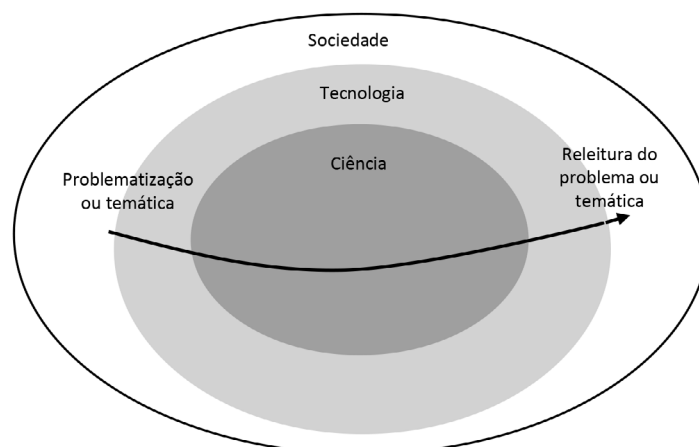 Sociedade
Tecnologia
Ciência
Problematização
ou temática
Releitura do
problema ou
temática